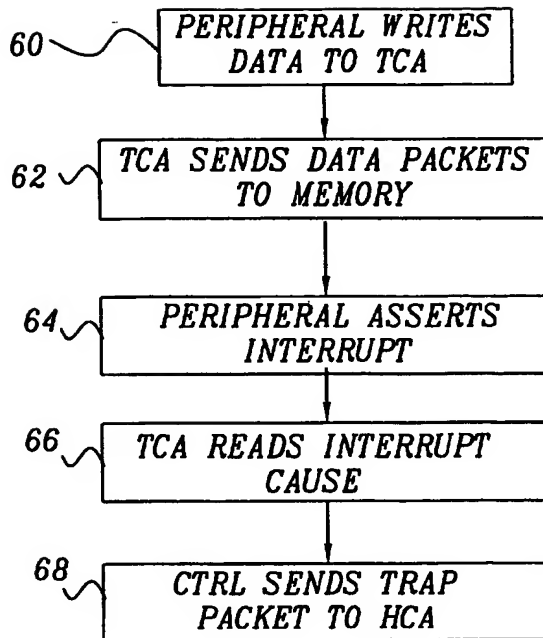 60
PERIPHERAL WRITES
DATA TO TCA
62
TCA SENDS DATA PACKETS
TO MEMORY
64
PERIPHERAL ASSERTS
INTERRUPT
66
TCA READS INTERRUPT
CAUSE
68
CTRL SENDS TRAP
PACKET TO HCA